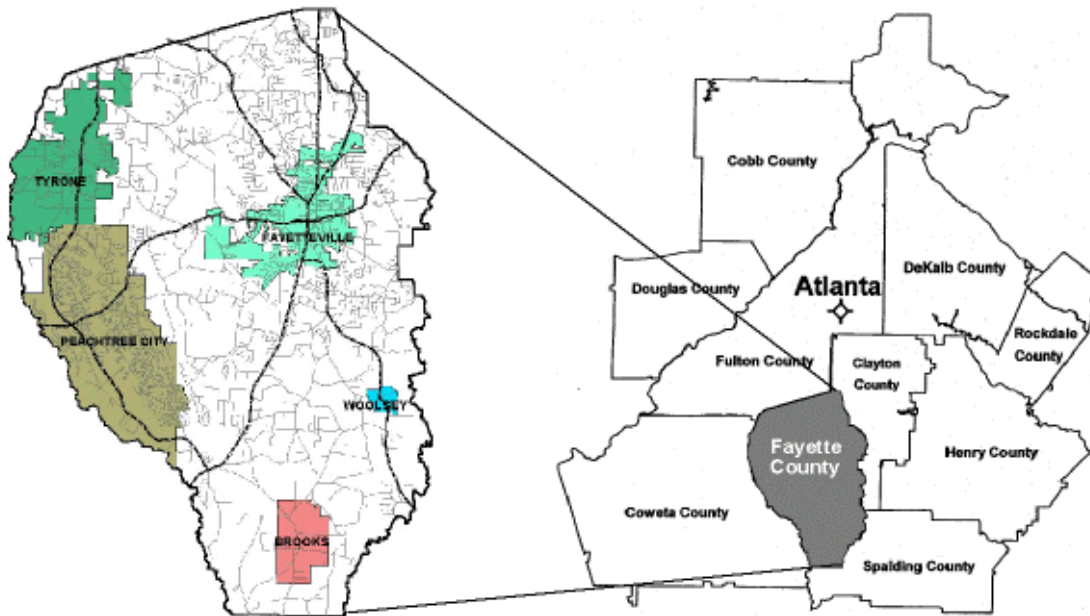 TYRONE
FAYETTEVILLE
PEACHTREE CITY
WOOLSEY
BROOKS
Cobb County
Douglas County
Atlanta
DeKalb County
Rockdale
County
Fulton County
Clayton
County
Fayette
County
Henry County
Coweta County
Spalding County